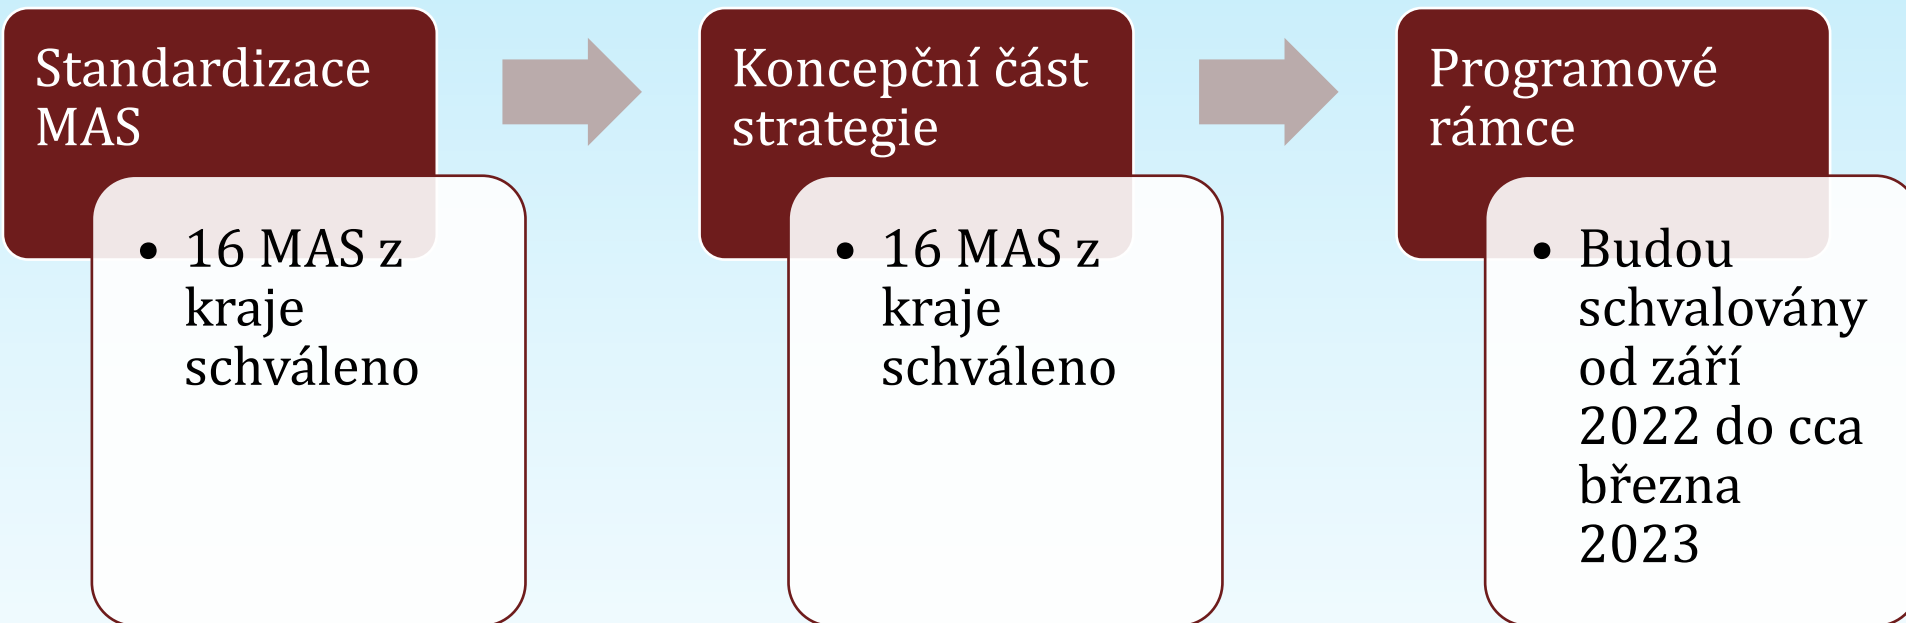 Standardizace
MAS
• 16 MAS z
kraje
schváleno
Koncepční část
strategie
• 16 MAS z
kraje
schváleno
Programové
rámce
• Budou
schvalovány
od září
2022 do cca
března
2023